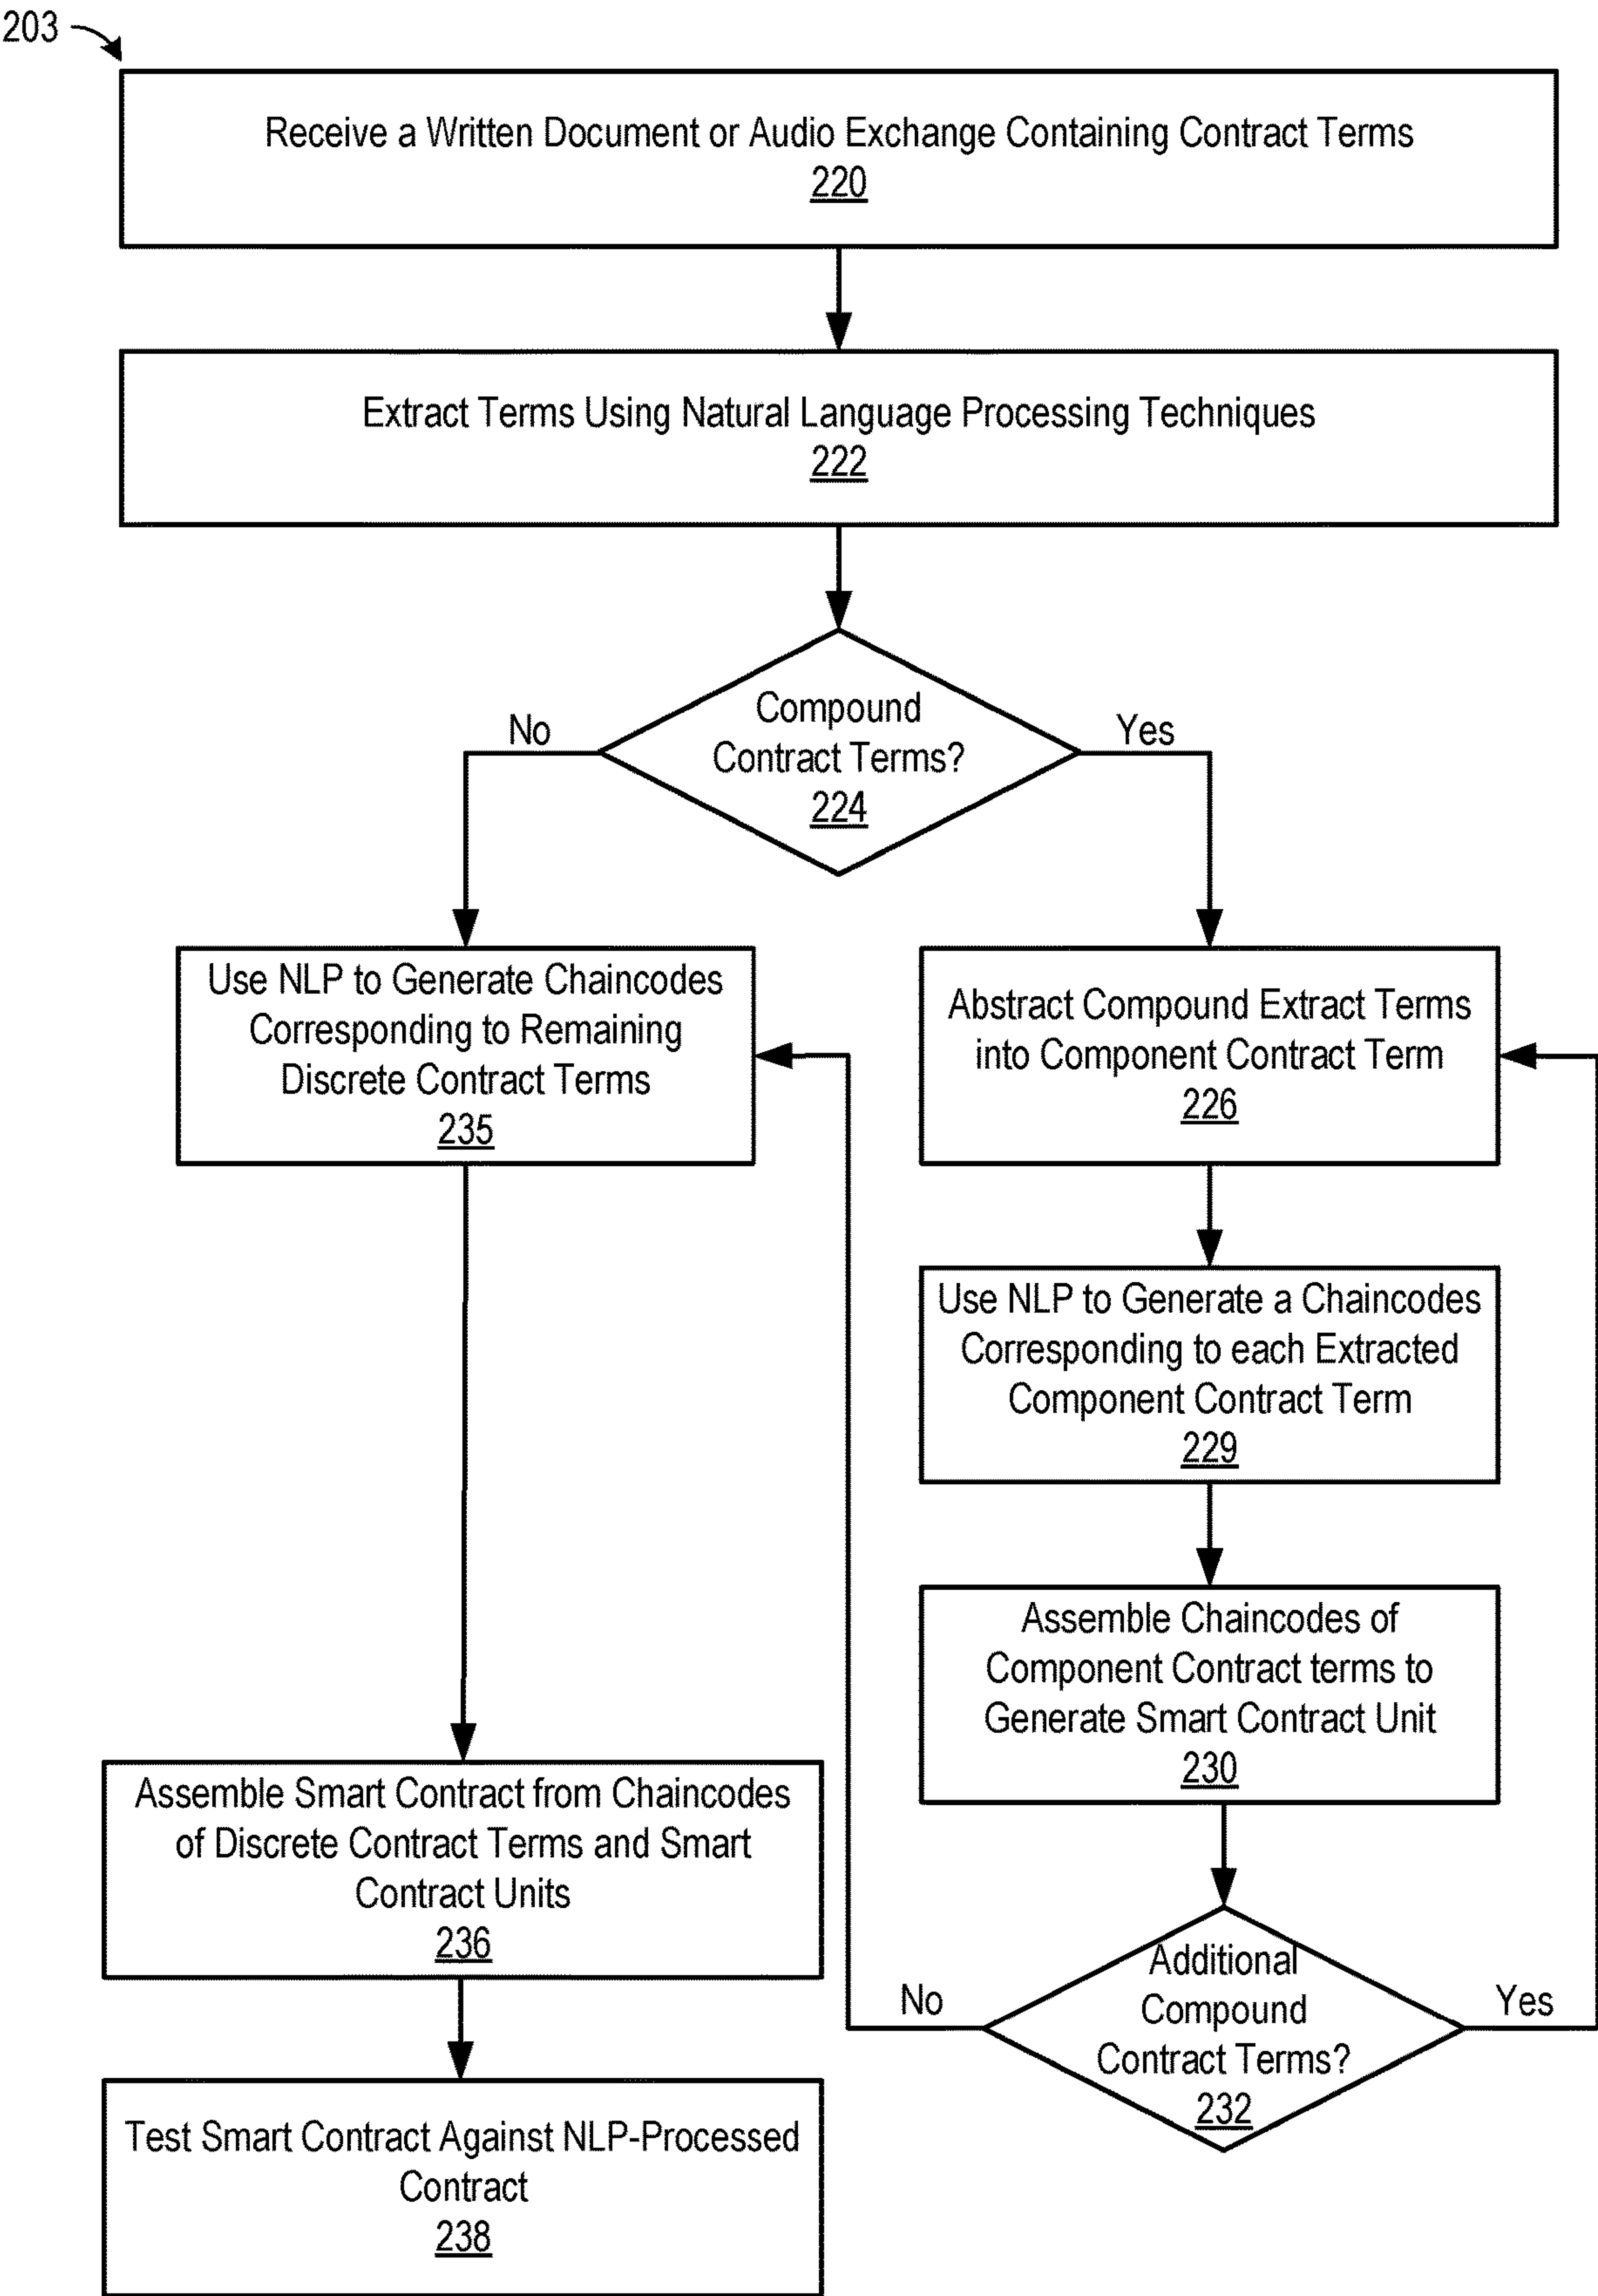 203
Receive a Written Document or Audio Exchange Containing Contract Terms
220
Extract Terms Using Natural Language Processing Techniques
222
Compound
Contract Terms?
224
No
Yes
Use NLP to Generate Chaincodes
Corresponding to Remaining
Discrete Contract Terms
235
Abstract Compound Extract Terms
into Component Contract Term
226
Use NLP to Generate a Chaincodes
Corresponding to each Extracted
Component Contract Term
229
Assemble Chaincodes of
Component Contract terms to
Generate Smart Contract Unit
230
Assemble Smart Contract from Chaincodes
of Discrete Contract Terms and Smart
Contract Units
236
Additional
Compound
Contract Terms?
232
No
Yes
Test Smart Contract Against NLP-Processed
Contract
238